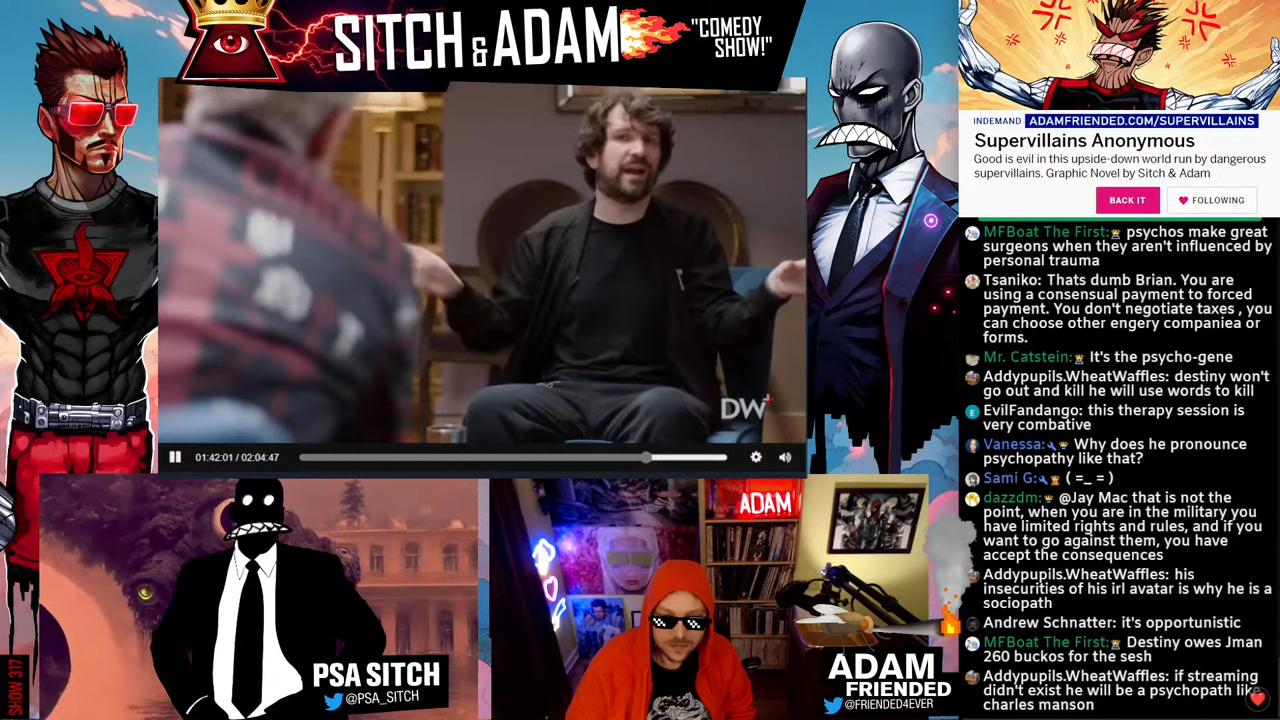 SITCH & ADAM
"COMEDY
SHOW!"
INDEMAND ADAMFRIENDED.COM/SUPERVILLAINS
Supervillains Anonymous
Good is evil in this upside-down world run by dangerous
supervillains. Graphic Novel by Sitch & Adam
BACK IT
FOLLOWING
MFBoat The First: psychos make great
surgeons when they aren't influenced by
personal trauma
Tsaniko: Thats dumb Brian. You are
using a consensual payment to forced
payment. You don't negotiate taxes , you
can choose other engery companiea or
forms.
Mr. Catstein: It's the psycho-gene
Addypupils.WheatWaffles: destiny won't
go out and kill he will use words to kill
EvilFandango: this therapy session is
very combative
Vanessa: Why does he pronounce
psychopathy like that?
Sami G: ( =_ = )
dazzdm: @Jay Mac that is not the
point, when you are in the military you
have limited rights and rules, and if you
want to go against them, you have
accept the consequences
Addypupils.WheatWaffles: his
insecurities of his irl avatar is why he is a
sociopath
Andrew Schnatter: it's opportunistic
MFBoat The First: Destiny owes Jman
260 buckos for the sesh
Addypupils.WheatWaffles: if streaming
didn't exist he will be a psychopath like
charles manson
DW+
01:42:01 / 02:04:47
ADAM
PSA SITCH
@PSA_SITCH
ADAM
FRIENDED
@FRIENDED4EVER
SHOW 317